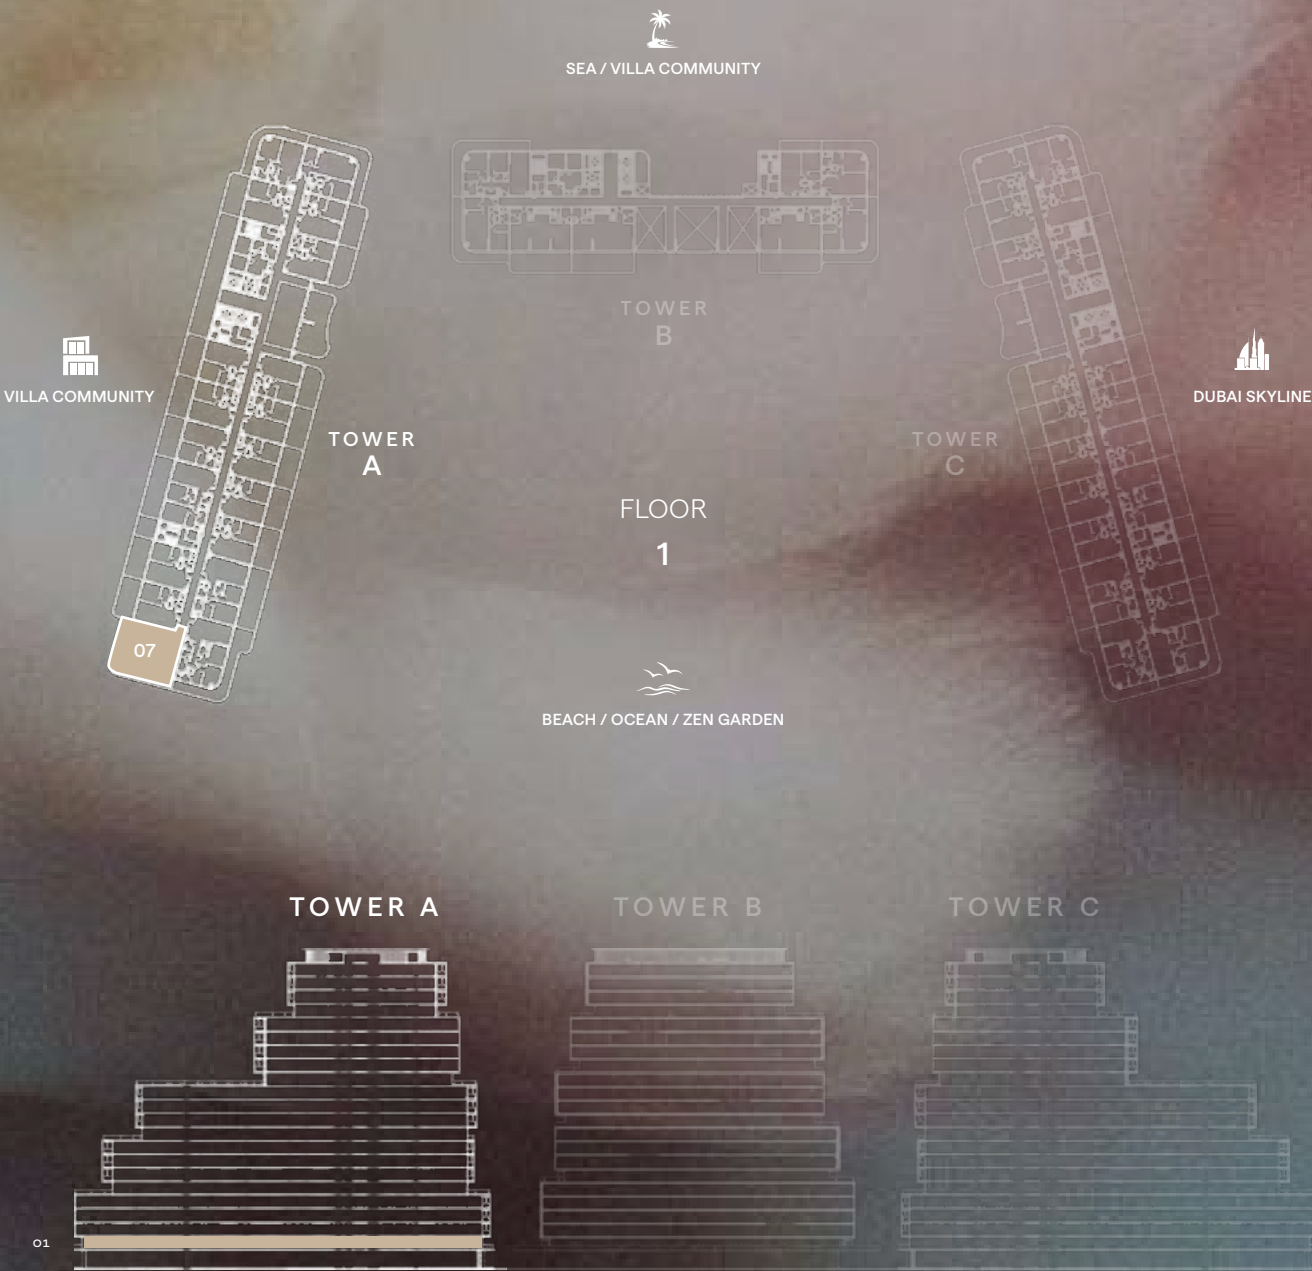 SEA / VILLA COMMUNITY
TOWER
B
VILLA COMMUNITY
DUBAI SKYLINE
TOWER
A
TOWER
C
FLOOR
1
07
BEACH / OCEAN / ZEN GARDEN
TOWER A
TOWER B
TOWER C
01